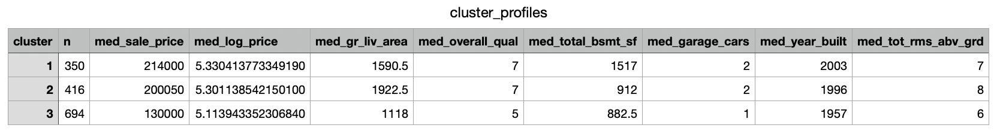 cluster_profiles
cluster n med_sale_price med_log_price med_gr_liv_area med_overall_qual med_total_bsmt_sf med_garage_cars med_year_built med_tot_rms_abv_grd
1 350 214000 5.330413773349190 1590.5 7 1517 2 2003 7
2 416 200050 5.301138542150100 1922.5 7 912 2 1996 8
3 694 130000 5.113943352306840 1118 5 882.5 1 1957 6